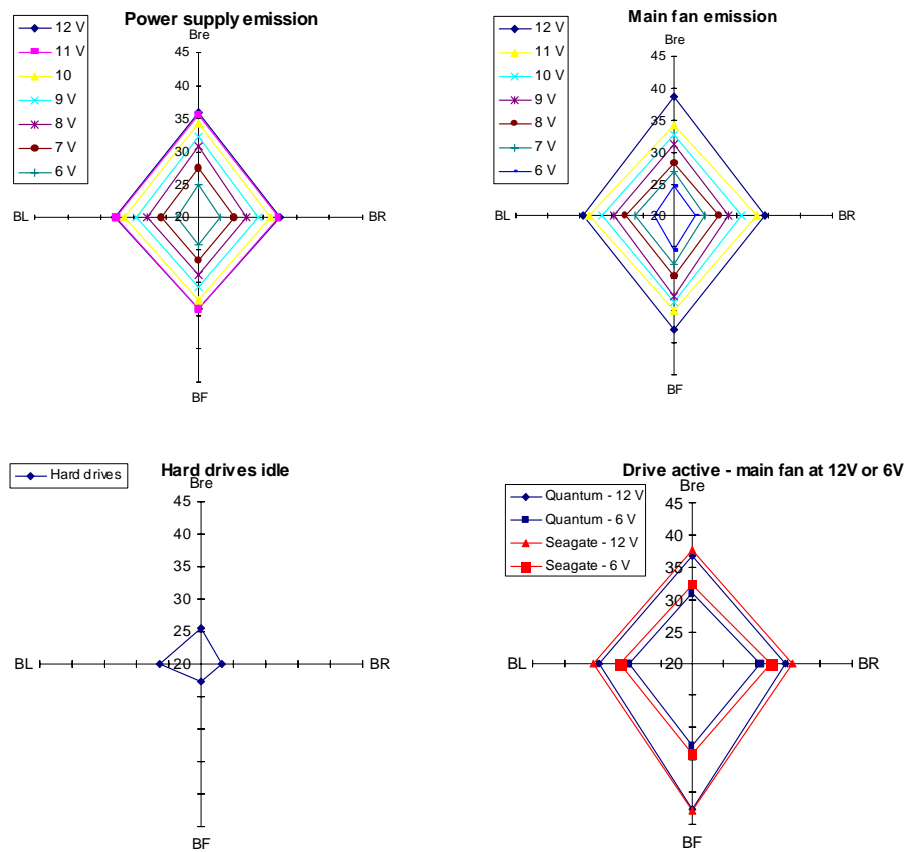 Power supply emission
12 V
11 V
10
9 V
8 V
7 V
6 V
Bre
45
40
35
30
25
20
BL
BR
BF
Main fan emission
12 V
11 V
10 V
9 V
8 V
7 V
6 V
Bre
45
40
35
30
25
20
BL
BR
BF
Hard drives idle
Hard drives
Bre
45
40
35
30
25
20
BL
BR
BF
Drive active - main fan at 12V or 6V
Quantum - 12 V
Quantum - 6 V
Seagate - 12 V
Seagate - 6 V
Bre
45
40
35
30
25
20
BL
BR
BF